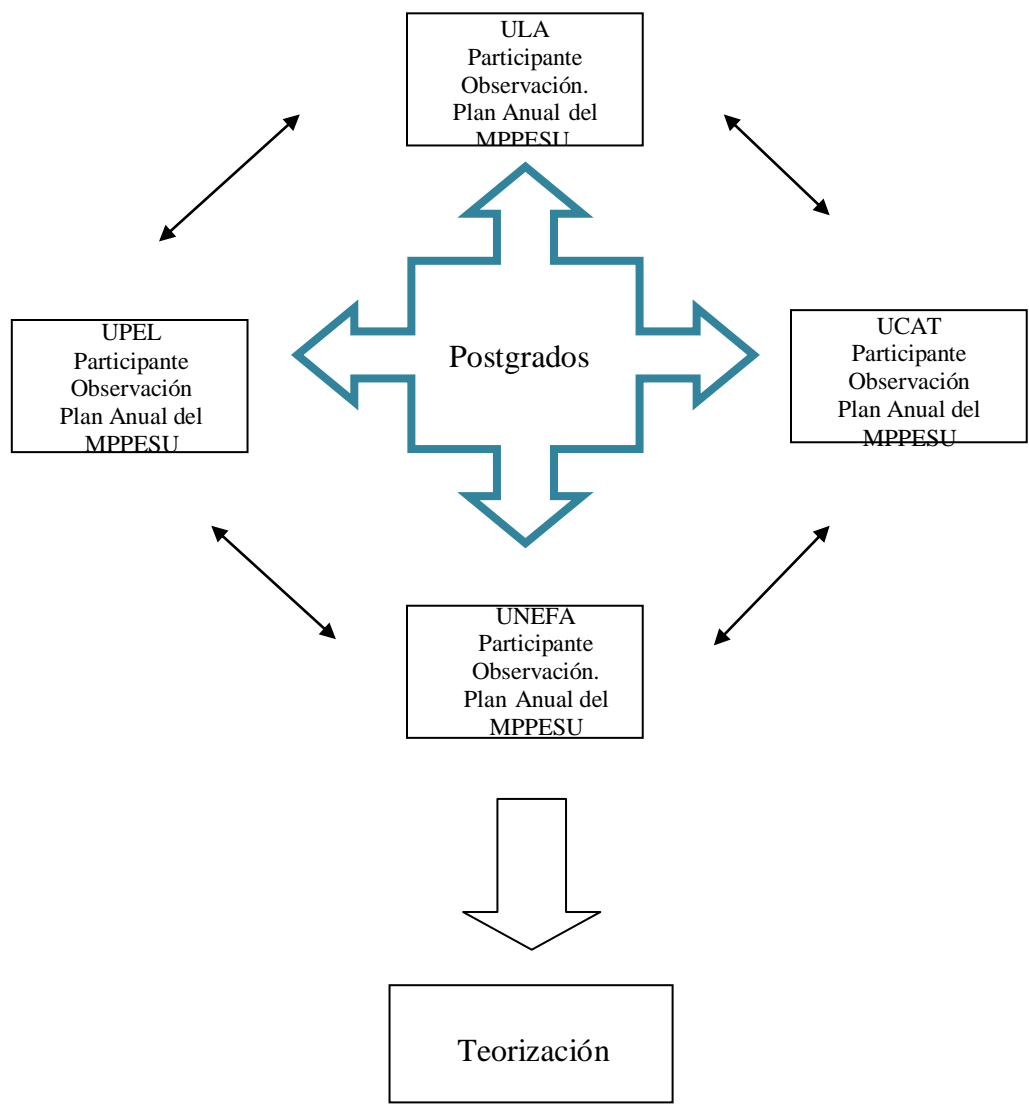 ULA
Participante
Observación.
Plan Anual del
MPPESU
UPEL
Participante
Observación
Plan Anual del
MPPESU
Postgrados
UCAT
Participante
Observación
Plan Anual del
MPPESU
UNEFA
Participante
Observación.
Plan Anual del
MPPESU
Teorización